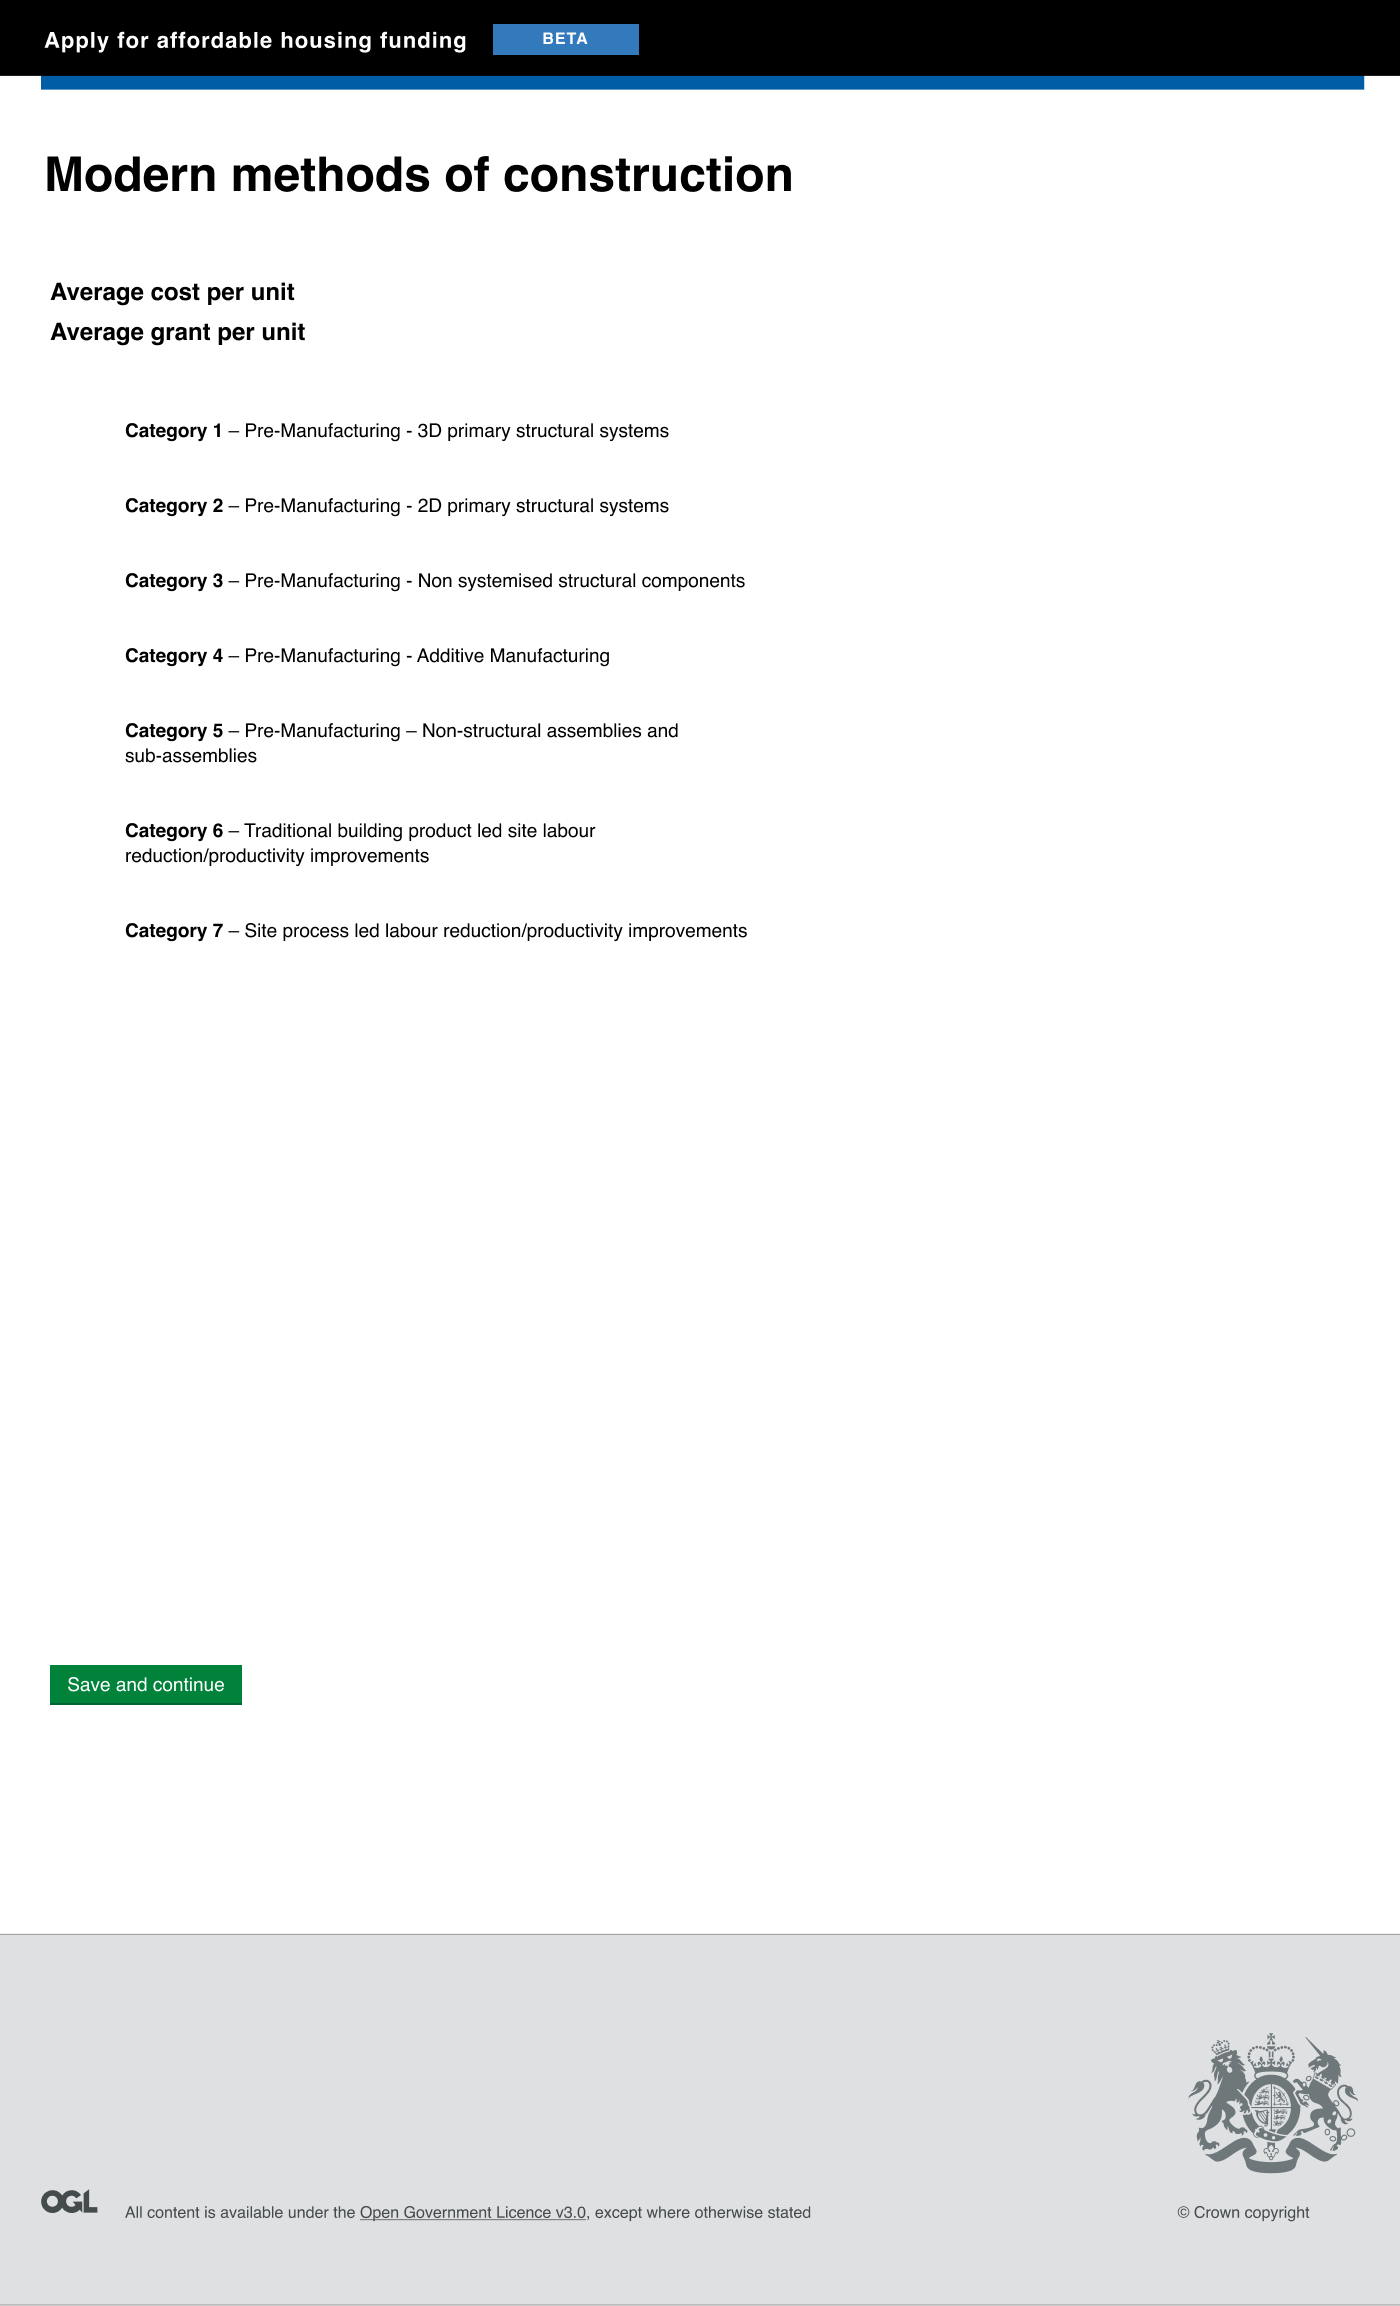 Apply for affordable housing funding BETA
Modern methods of construction
Average cost per unit
Average grant per unit
Category 1 – Pre-Manufacturing - 3D primary structural systems
Category 2 – Pre-Manufacturing - 2D primary structural systems
Category 3 – Pre-Manufacturing - Non systemised structural components
Category 4 – Pre-Manufacturing - Additive Manufacturing
Category 5 – Pre-Manufacturing – Non-structural assemblies and
sub-assemblies
Category 6 – Traditional building product led site labour
reduction/productivity improvements
Category 7 – Site process led labour reduction/productivity improvements
Save and continue
OGL All content is available under the Open Government Licence v3.0, except where otherwise stated © Crown copyright